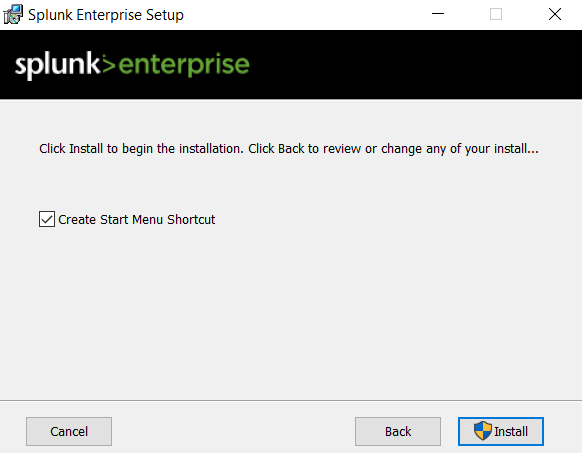 Splunk Enterprise Setup
splunk>enterprise
Click Install to begin the installation. Click Back to review or change any of your install...
Create Start Menu Shortcut
Cancel
Back
Install